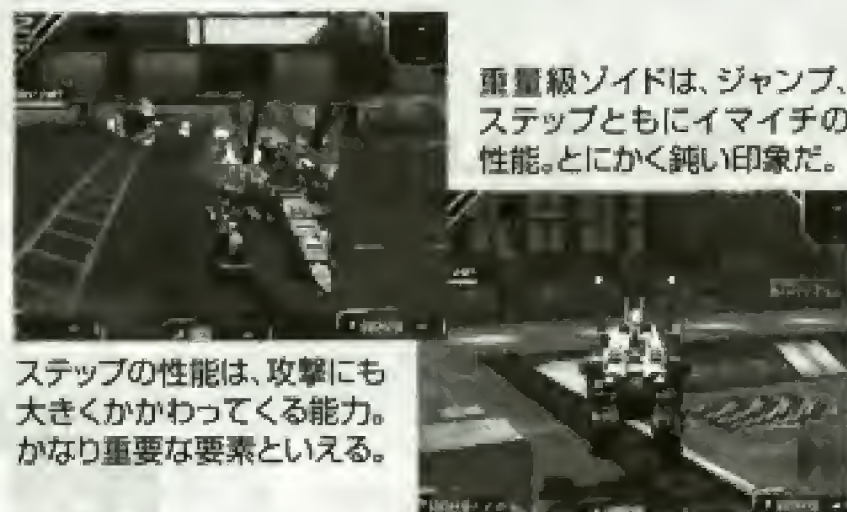 重量級ゾイドは、ジャンプ、
ステップともにイマイチの
性能。とにかく鈍い印象だ。
ステップの性能は、攻撃にも
大きくかかわってくる能力。
かなり重要な要素といえる。